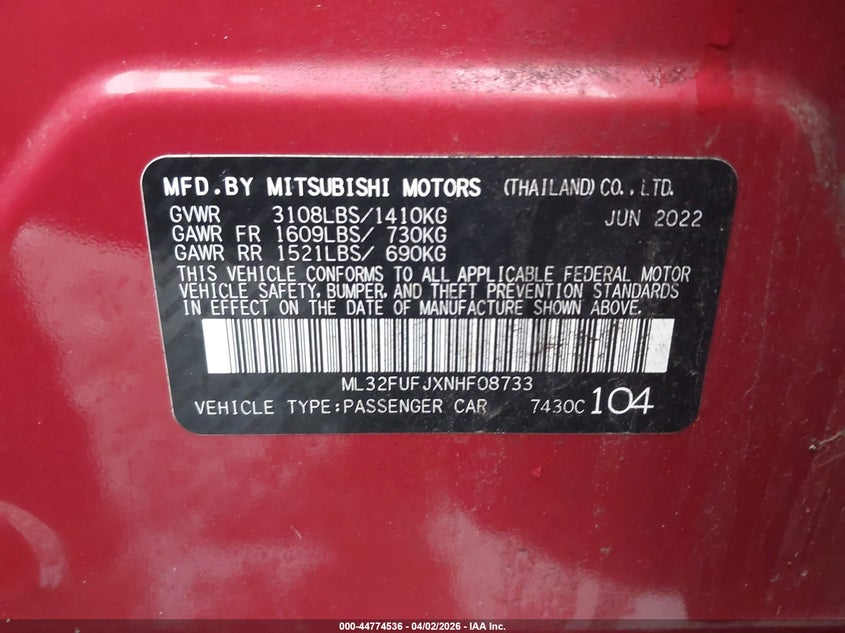 MFD.BY MITSUBISHI MOTORS (THAILAND) CO.,LTD.
GVWR 3108LBS/1410KG JUN 2022
GAWR FR 1609LBS/ 730KG
GAWR RR 1521LBS/ 690KG
THIS VEHICLE CONFORMS TO ALL APPLICABLE FEDERAL MOTOR
VEHICLE SAFETY, BUMPER, AND THEFT PREVENTION STANDARDS
IN EFFECT ON THE DATE OF MANUFACTURE SHOWN ABOVE.
ML32FUFJXNHF08733
VEHICLE TYPE:PASSENGER CAR 7430C 104
000-44774536 - 04/02/2026 - IAA Inc.